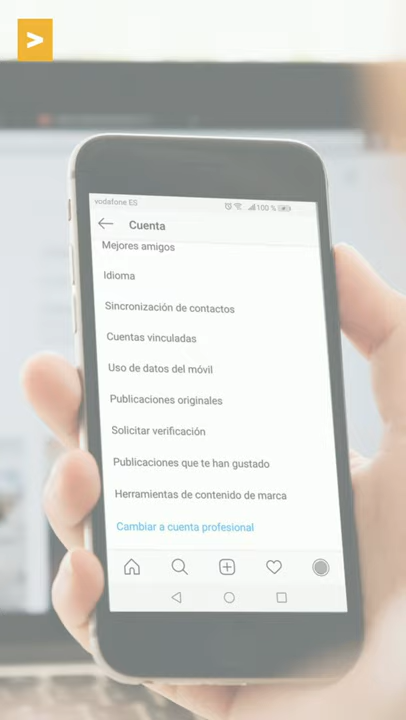 vodafone ES
100 %
Cuenta
Mejores amigos
Idioma
Sincronización de contactos
Cuentas vinculadas
Uso de datos del móvil
Publicaciones originales
Solicitar verificación
Publicaciones que te han gustado
Herramientas de contenido de marca
Cambiar a cuenta profesional